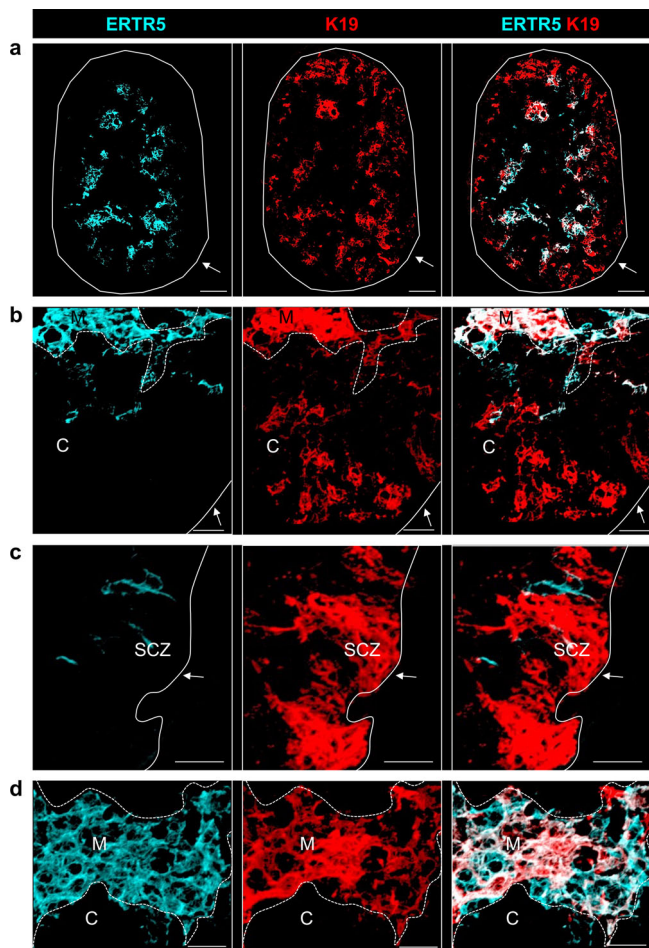 ERTR5 K19 ERTR5 K19
a
b
M M M
C
c
SCZ SCZ SCZ
d
M M M
C C C